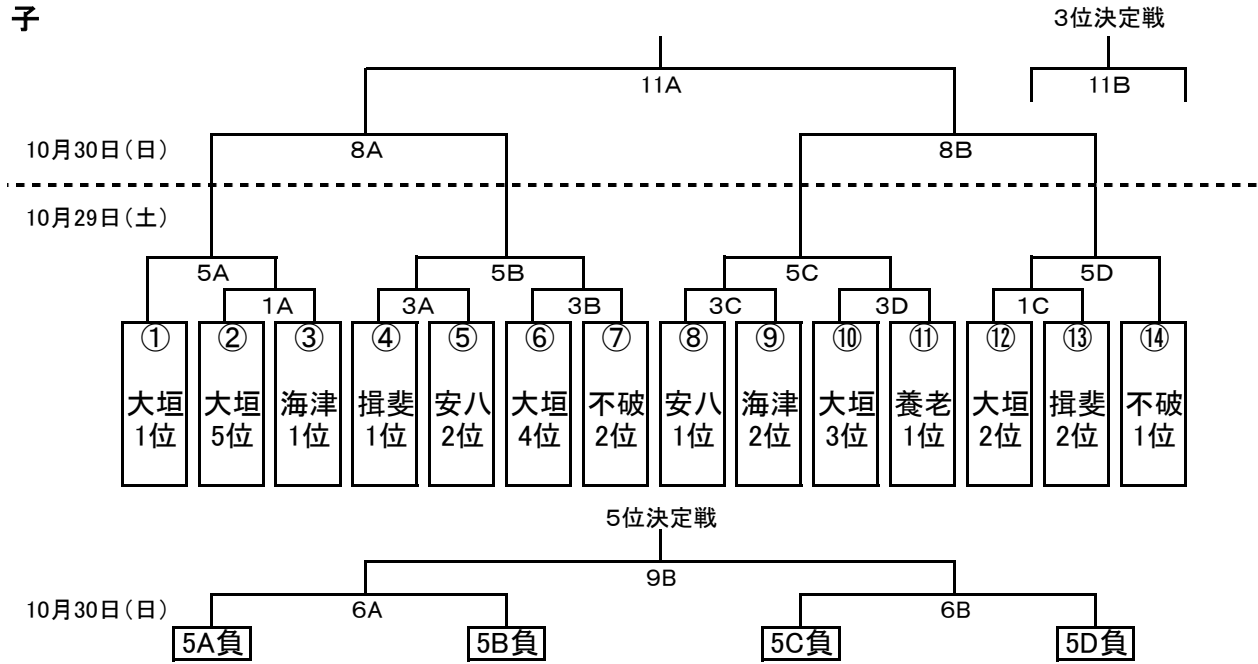 子
3位決定戦
11A
11B
10月30日(日)
8A
8B
10月29日(土)
5A
5B
5C
5D
1A
3A
3B
3C
3D
1C
① ② ③ ④ ⑤ ⑥ ⑦ ⑧ ⑨ ⑩ ⑪ ⑫ ⑬ ⑭
大垣 大垣 海津 揖斐 安八 大垣 不破 安八 海津 大垣 養老 大垣 揖斐 不破
1位 5位 1位 1位 2位 4位 2位 1位 2位 3位 1位 2位 2位 1位
5位決定戦
9B
10月30日(日)
6A
6B
5A負
5B負
5C負
5D負